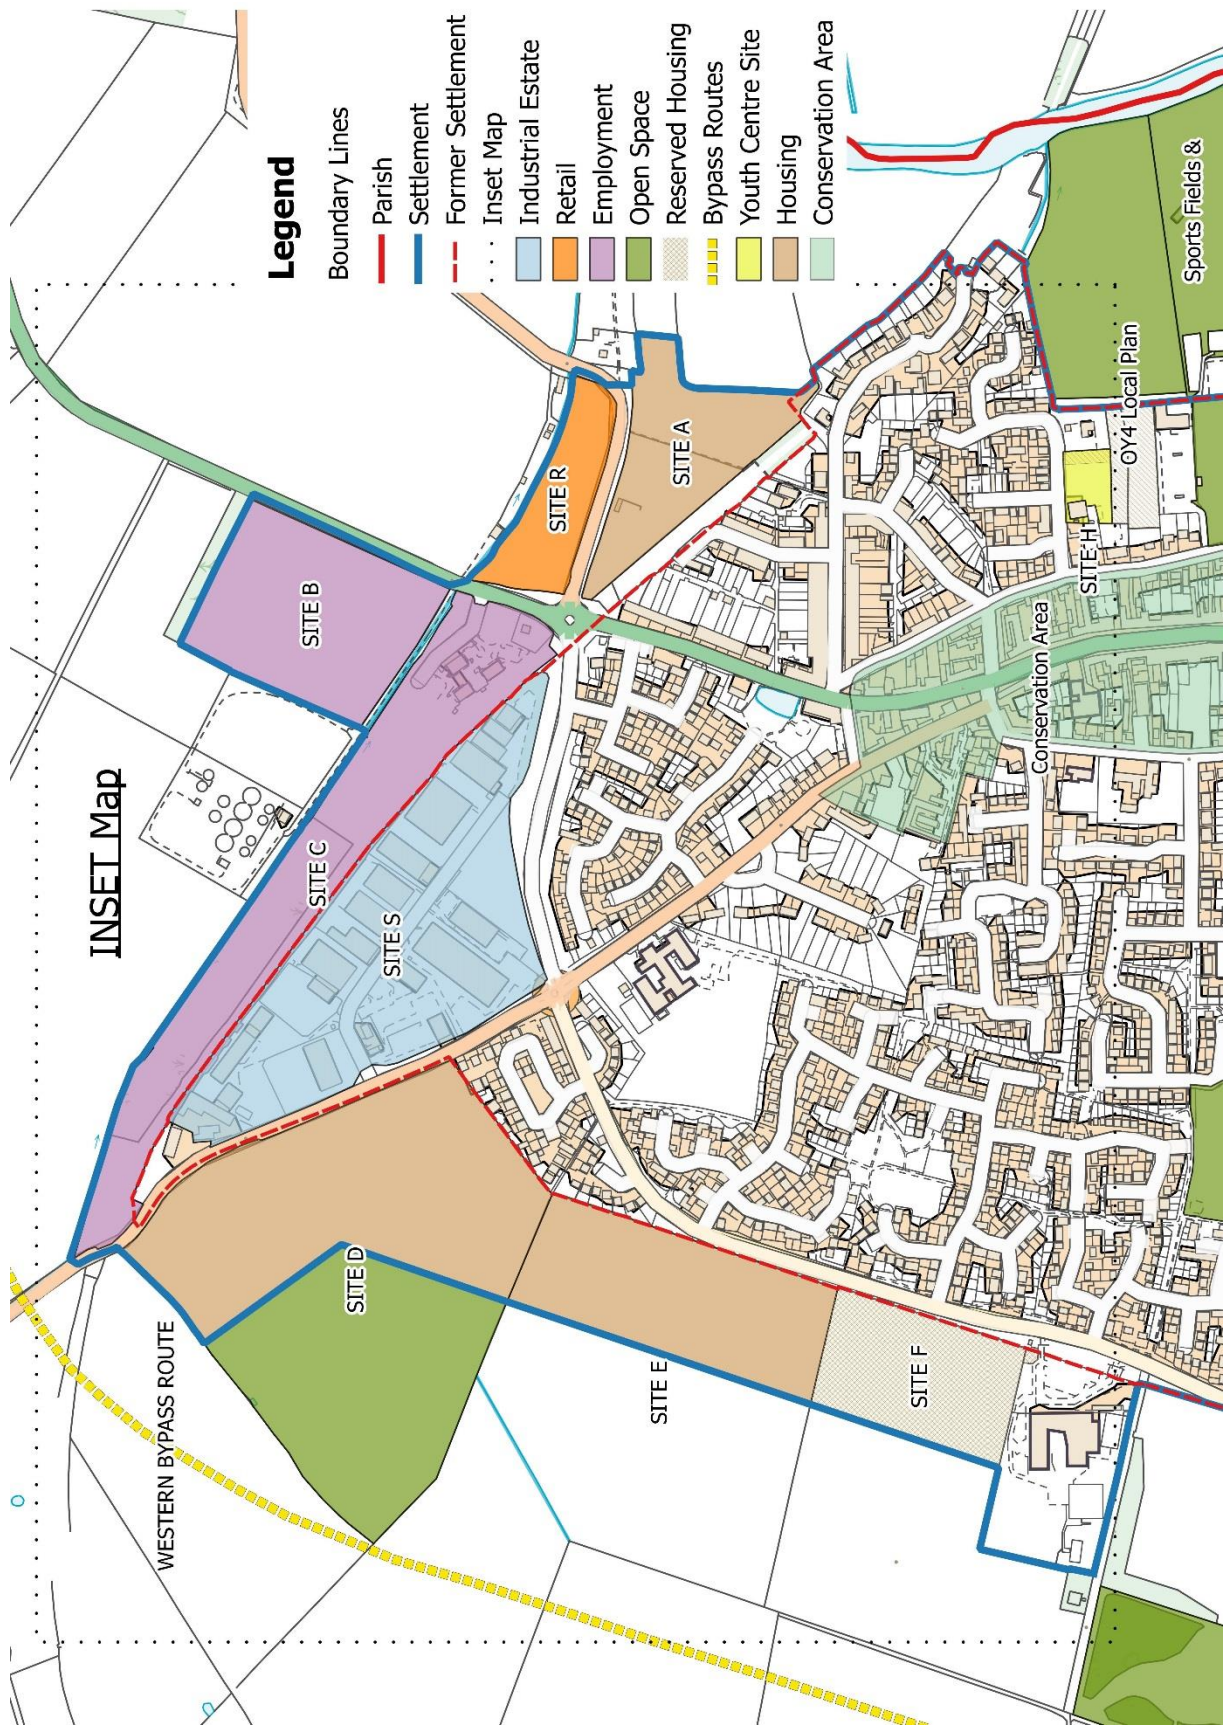 INSET Map
Legend
Boundary Lines
Parish
Settlement
Former Settlement
Inset Map
Industrial Estate
Retail
Employment
Open Space
Reserved Housing
Bypass Routes
Youth Centre Site
Housing
Conservation Area
WESTERN BYPASS ROUTE
SITE B
SITE C
SITE S
SITE R
SITE A
SITE D
SITE E
SITE F
Conservation Area
SITE H
OY4 Local Plan
Sports Fields &